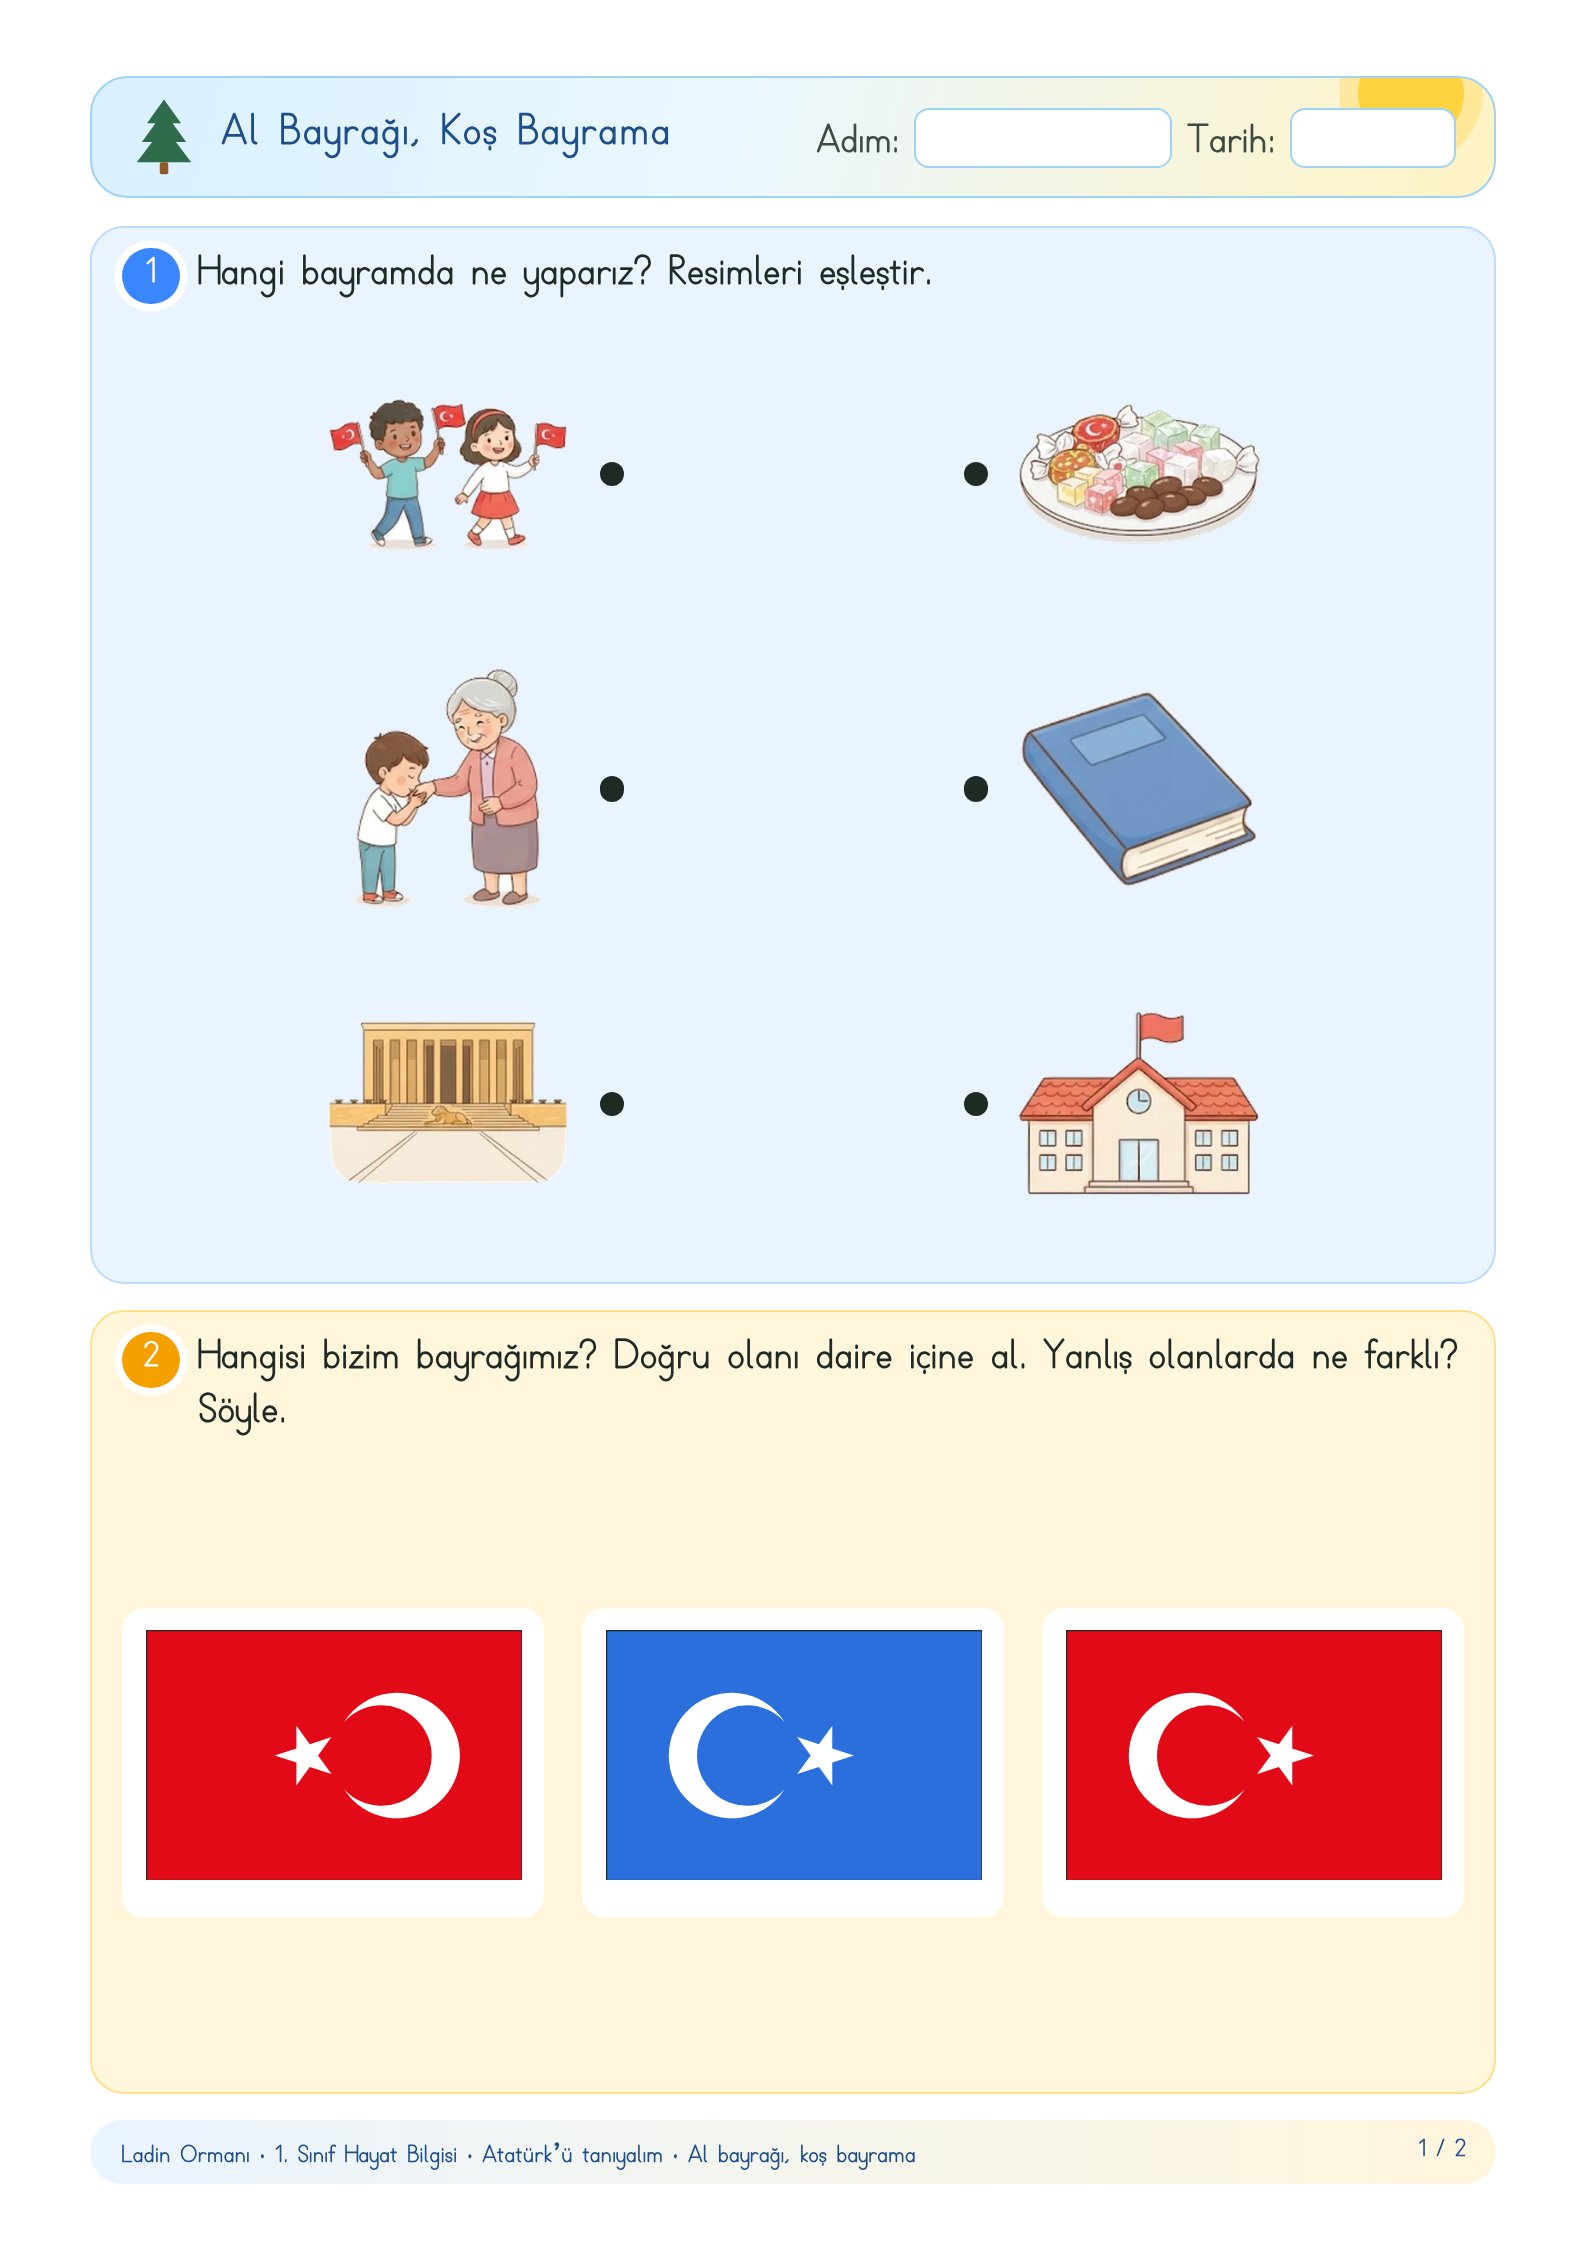 Al Bayrağı, Koş Bayrama
Adım:
Tarih:
1
Hangi bayramda ne yaparız? Resimleri eşleştir.
2
Hangisi bizim bayrağımız? Doğru olanı daire içine al. Yanlış olanlarda ne farklı?
Söyle.
Ladin Ormanı • 1. Sınıf Hayat Bilgisi • Atatürk’ü tanıyalım • Al bayrağı, koş bayrama
1 / 2